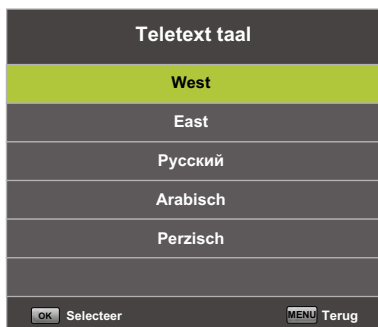 Teletext taal
West
East
Русский
Arabisch
Perzisch
OK Selecteer MENU Terug